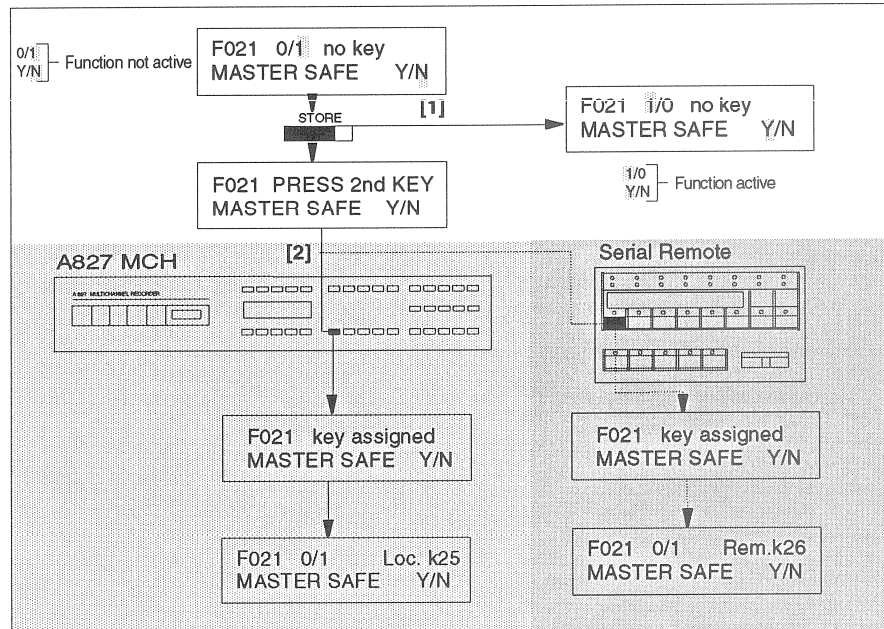 F021 0/1 no key
MASTER SAFE Y/N
0/1
Y/N
Function not active
STORE
[1]
F021 1/0 no key
MASTER SAFE Y/N
1/0
Y/N
Function active
F021 PRESS 2nd KEY
MASTER SAFE Y/N
[2]
A827 MCH
A 827 MULTICHANNEL RECORDER
Serial Remote
F021 key assigned
MASTER SAFE Y/N
F021 key assigned
MASTER SAFE Y/N
F021 0/1 Loc. k25
MASTER SAFE Y/N
F021 0/1 Rem.k26
MASTER SAFE Y/N